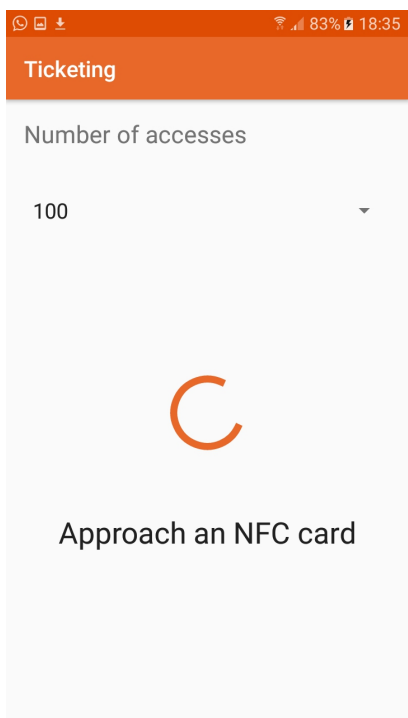 83% 18:35
Ticketing
Number of accesses
100
Approach an NFC card